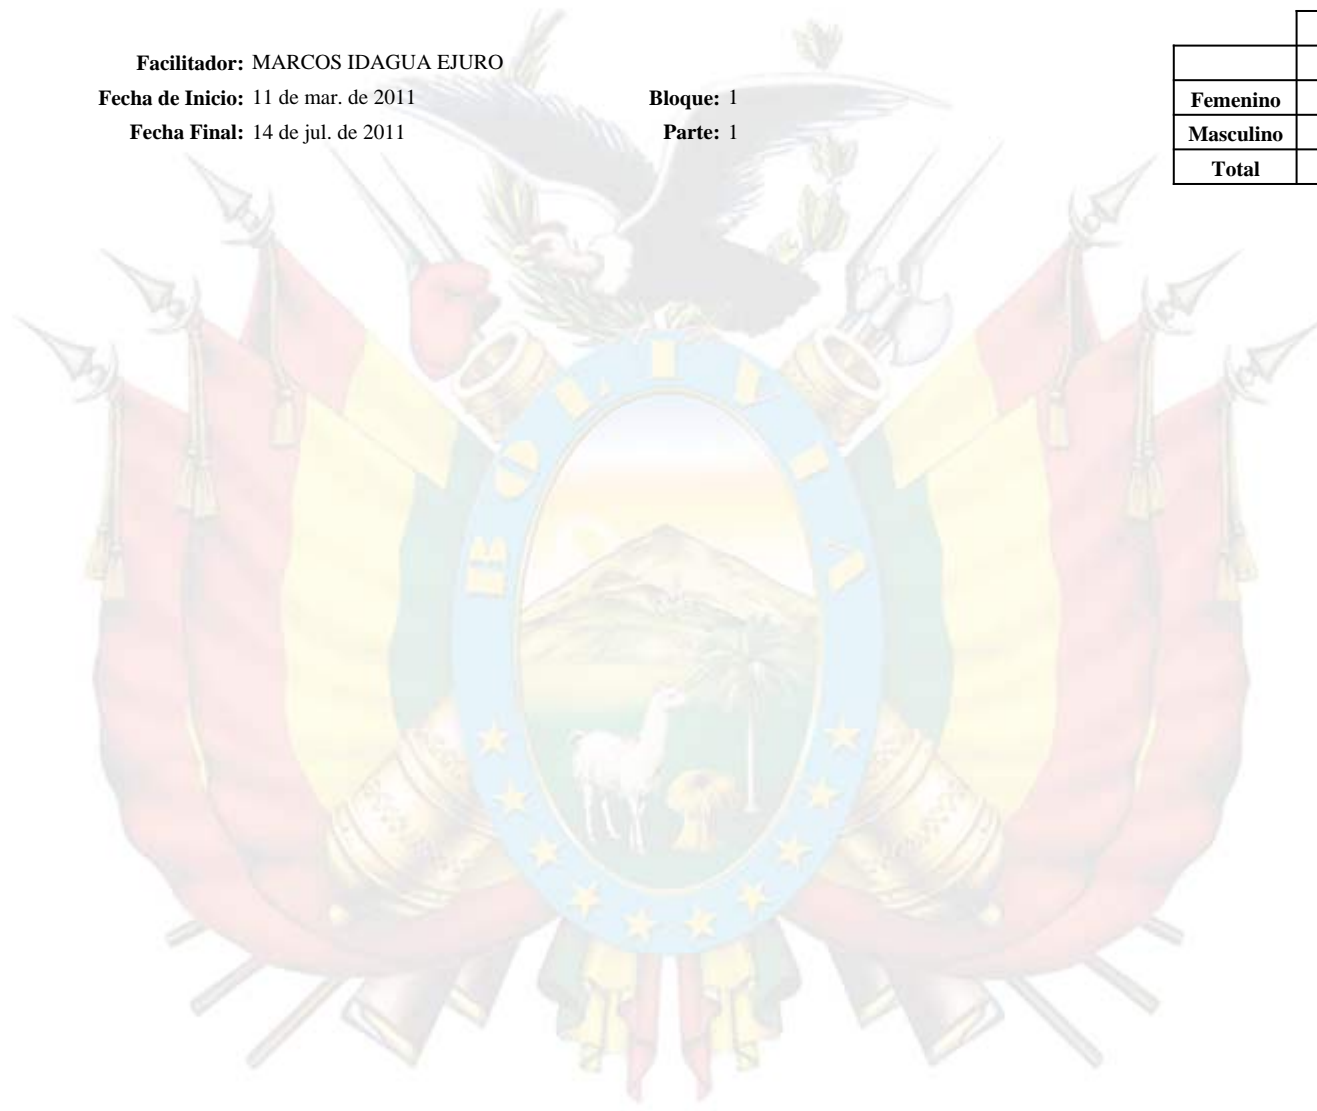 Facilitador: MARCOS IDAGUA EJURO
Fecha de Inicio: 11 de mar. de 2011 Bloque: 1
Fecha Final: 14 de jul. de 2011 Parte: 1
Femenino
Masculino
Total
BOLIVIA